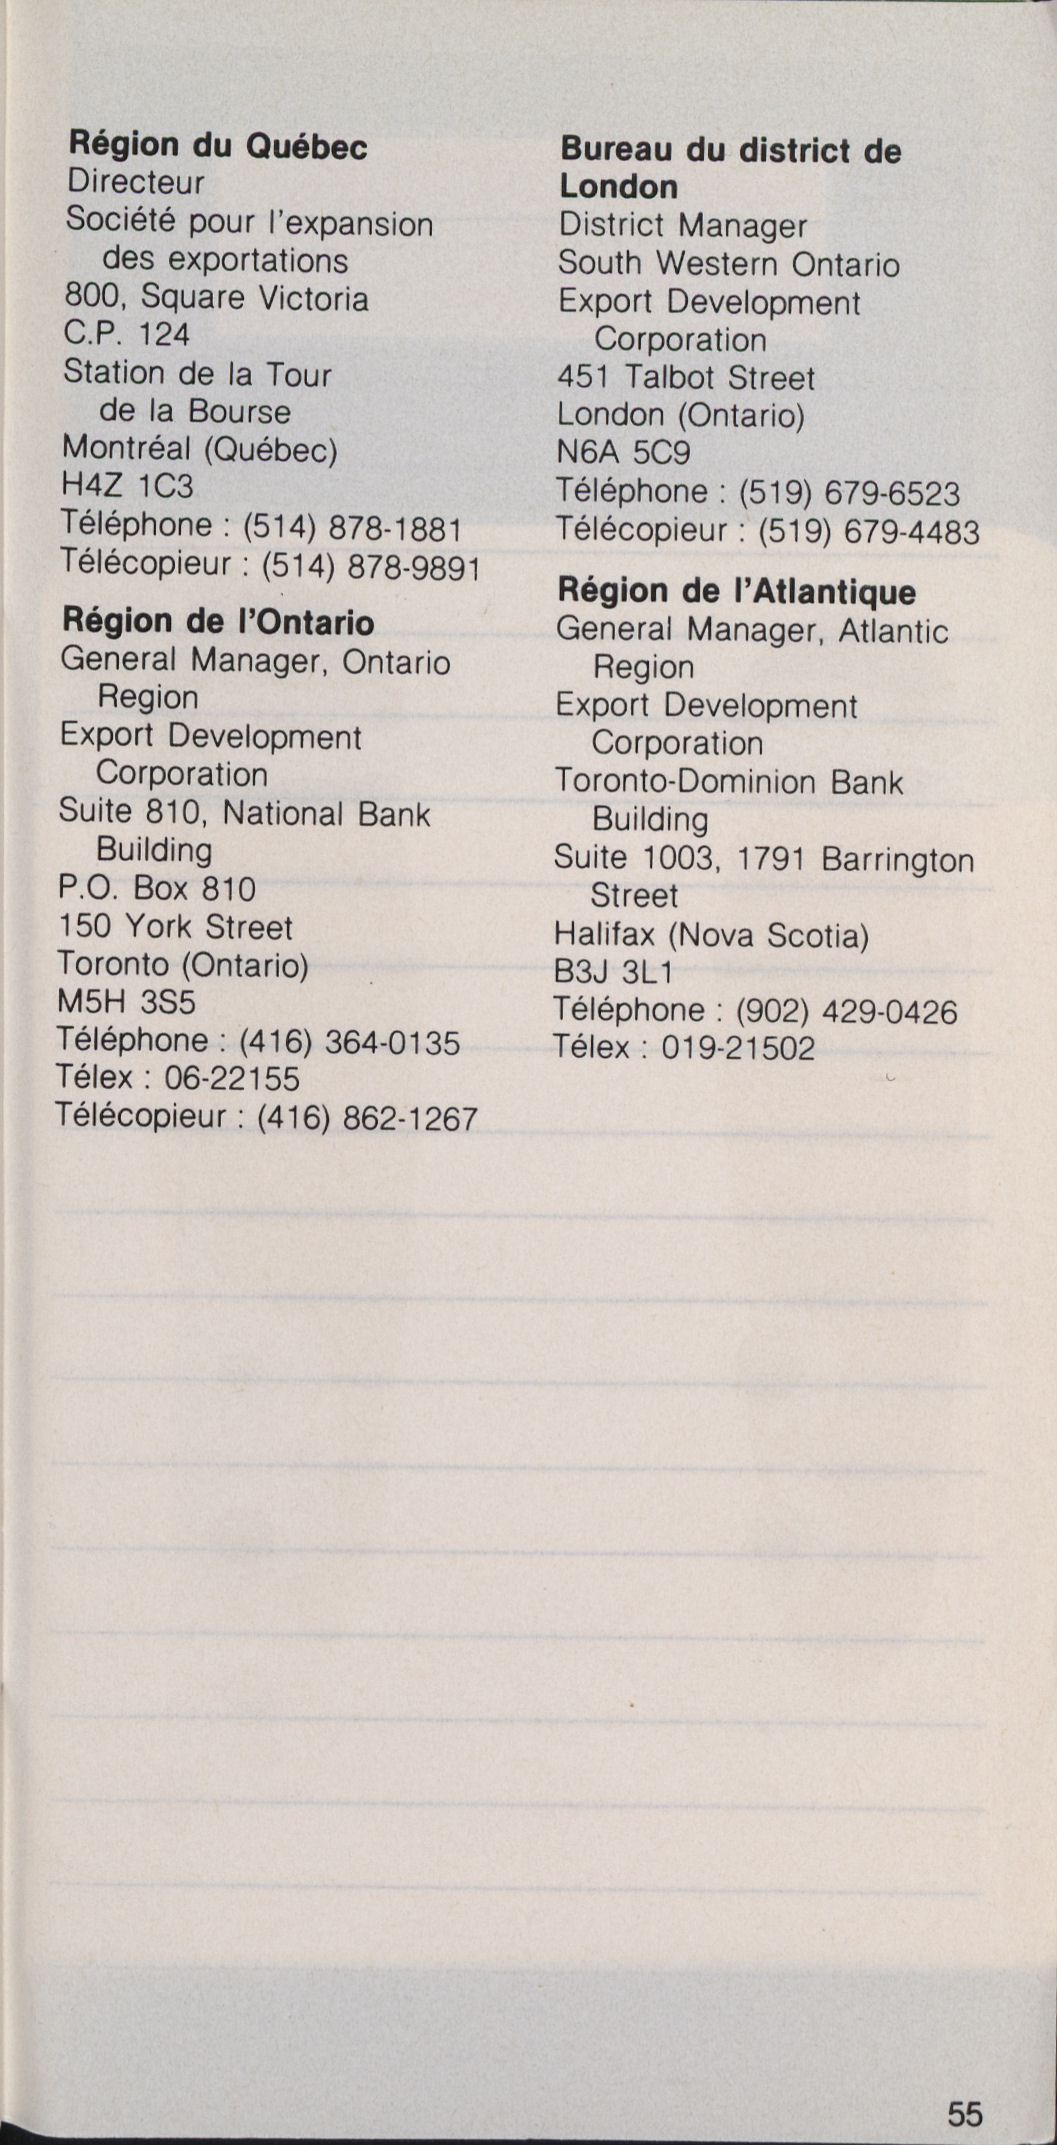 Région du Québec
Directeur
Société pour l'expansion
des exportations
800, Square Victoria
C.P. 124
Station de la Tour
de la Bourse
Montréal (Québec)
H4Z 1C3
Téléphone : (514) 878-1881
Télécopieur : (514) 878-9891
Région de l'Ontario
General Manager, Ontario
Region
Export Development
Corporation
Suite 810, National Bank
Building
P.O. Box 810
150 York Street
Toronto (Ontario)
M5H 3S5
Téléphone : (416) 364-0135
Télex : 06-22155
Télécopieur : (416) 862-1267
Bureau du district de
London
District Manager
South Western Ontario
Export Development
Corporation
451 Talbot Street
London (Ontario)
N6A 5C9
Téléphone : (519) 679-6523
Télécopieur : (519) 679-4483
Région de l'Atlantique
General Manager, Atlantic
Region
Export Development
Corporation
Toronto-Dominion Bank
Building
Suite 1003, 1791 Barrington
Street
Halifax (Nova Scotia)
B3J 3L1
Téléphone : (902) 429-0426
Télex : 019-21502
55